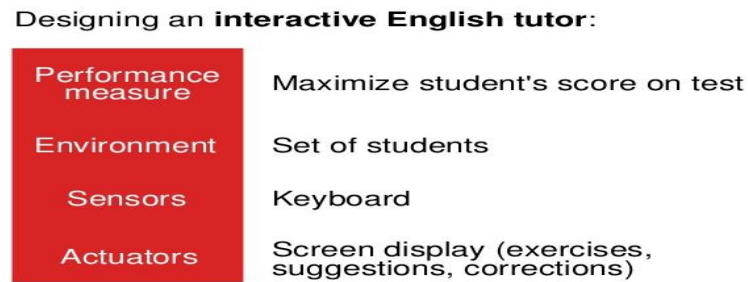 Designing an interactive English tutor:
Performance
measure
Maximize student's score on test
Environment
Set of students
Sensors
Keyboard
Actuators
Screen display (exercises,
suggestions, corrections)